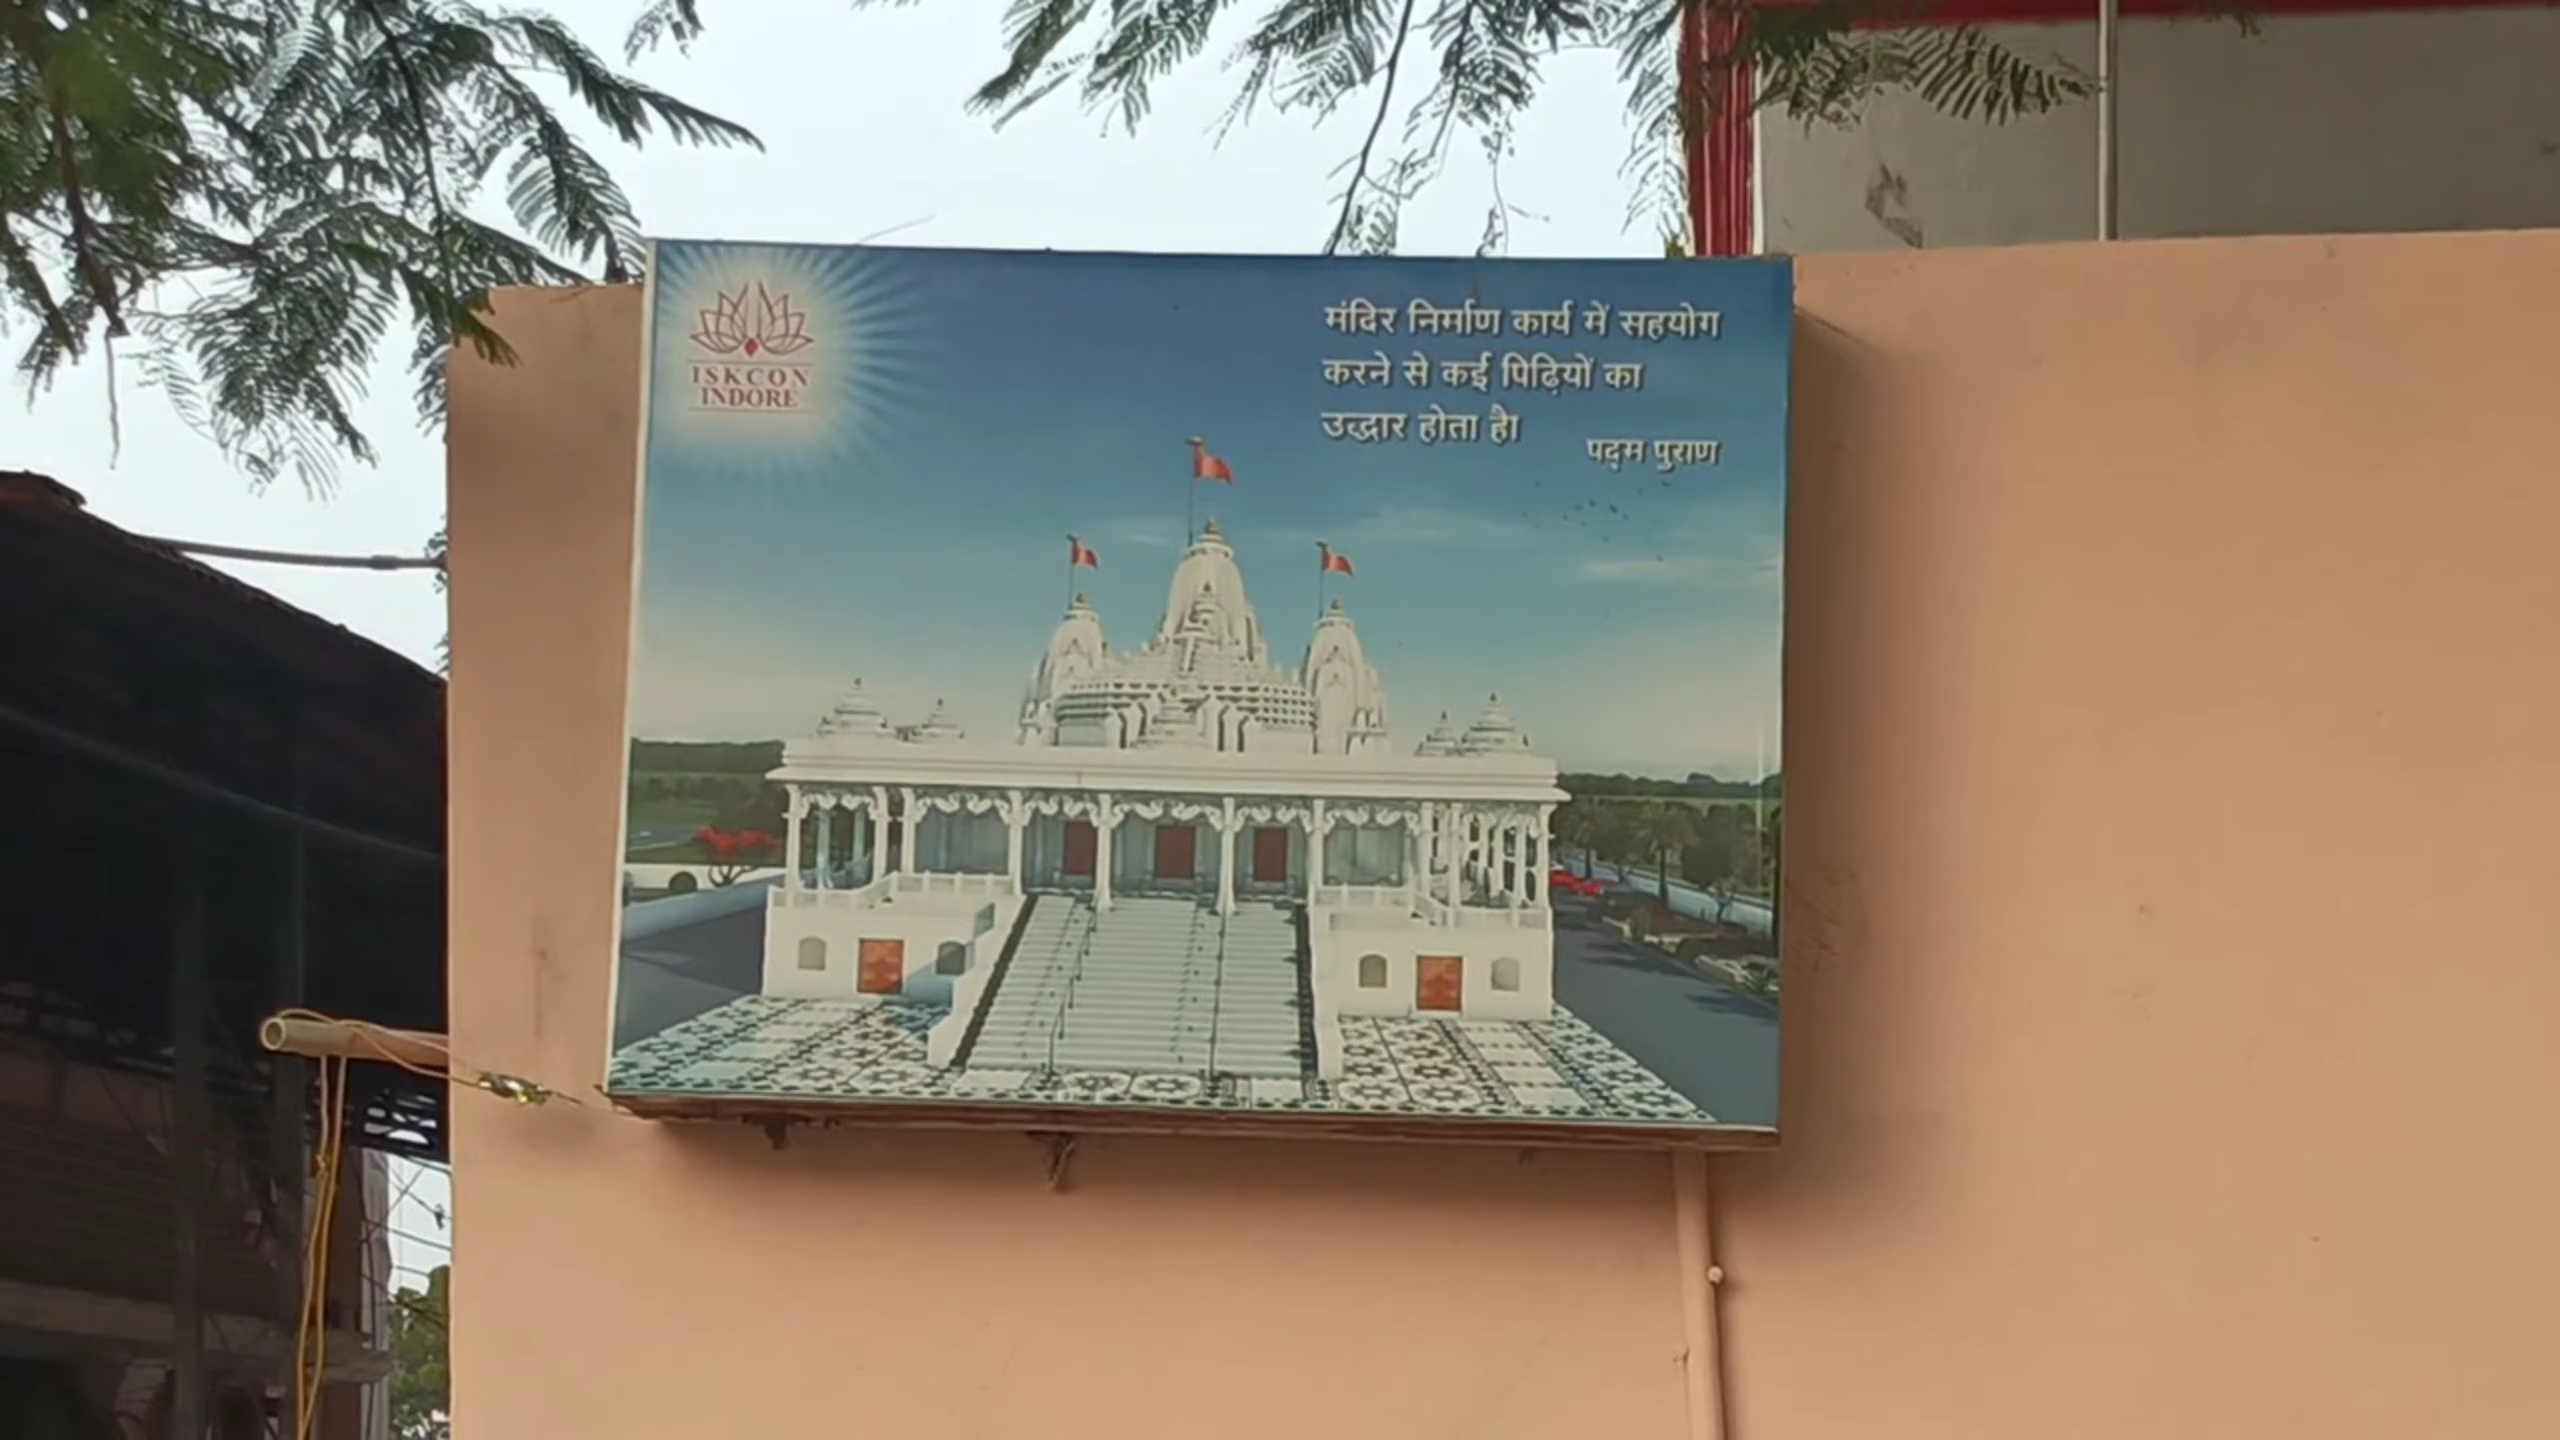 ISKCON
INDORE
मंदिर निर्माण कार्य में सहयोग
करने से कई पिढ़ियों का
उद्धार होता है।
पद्म पुराण